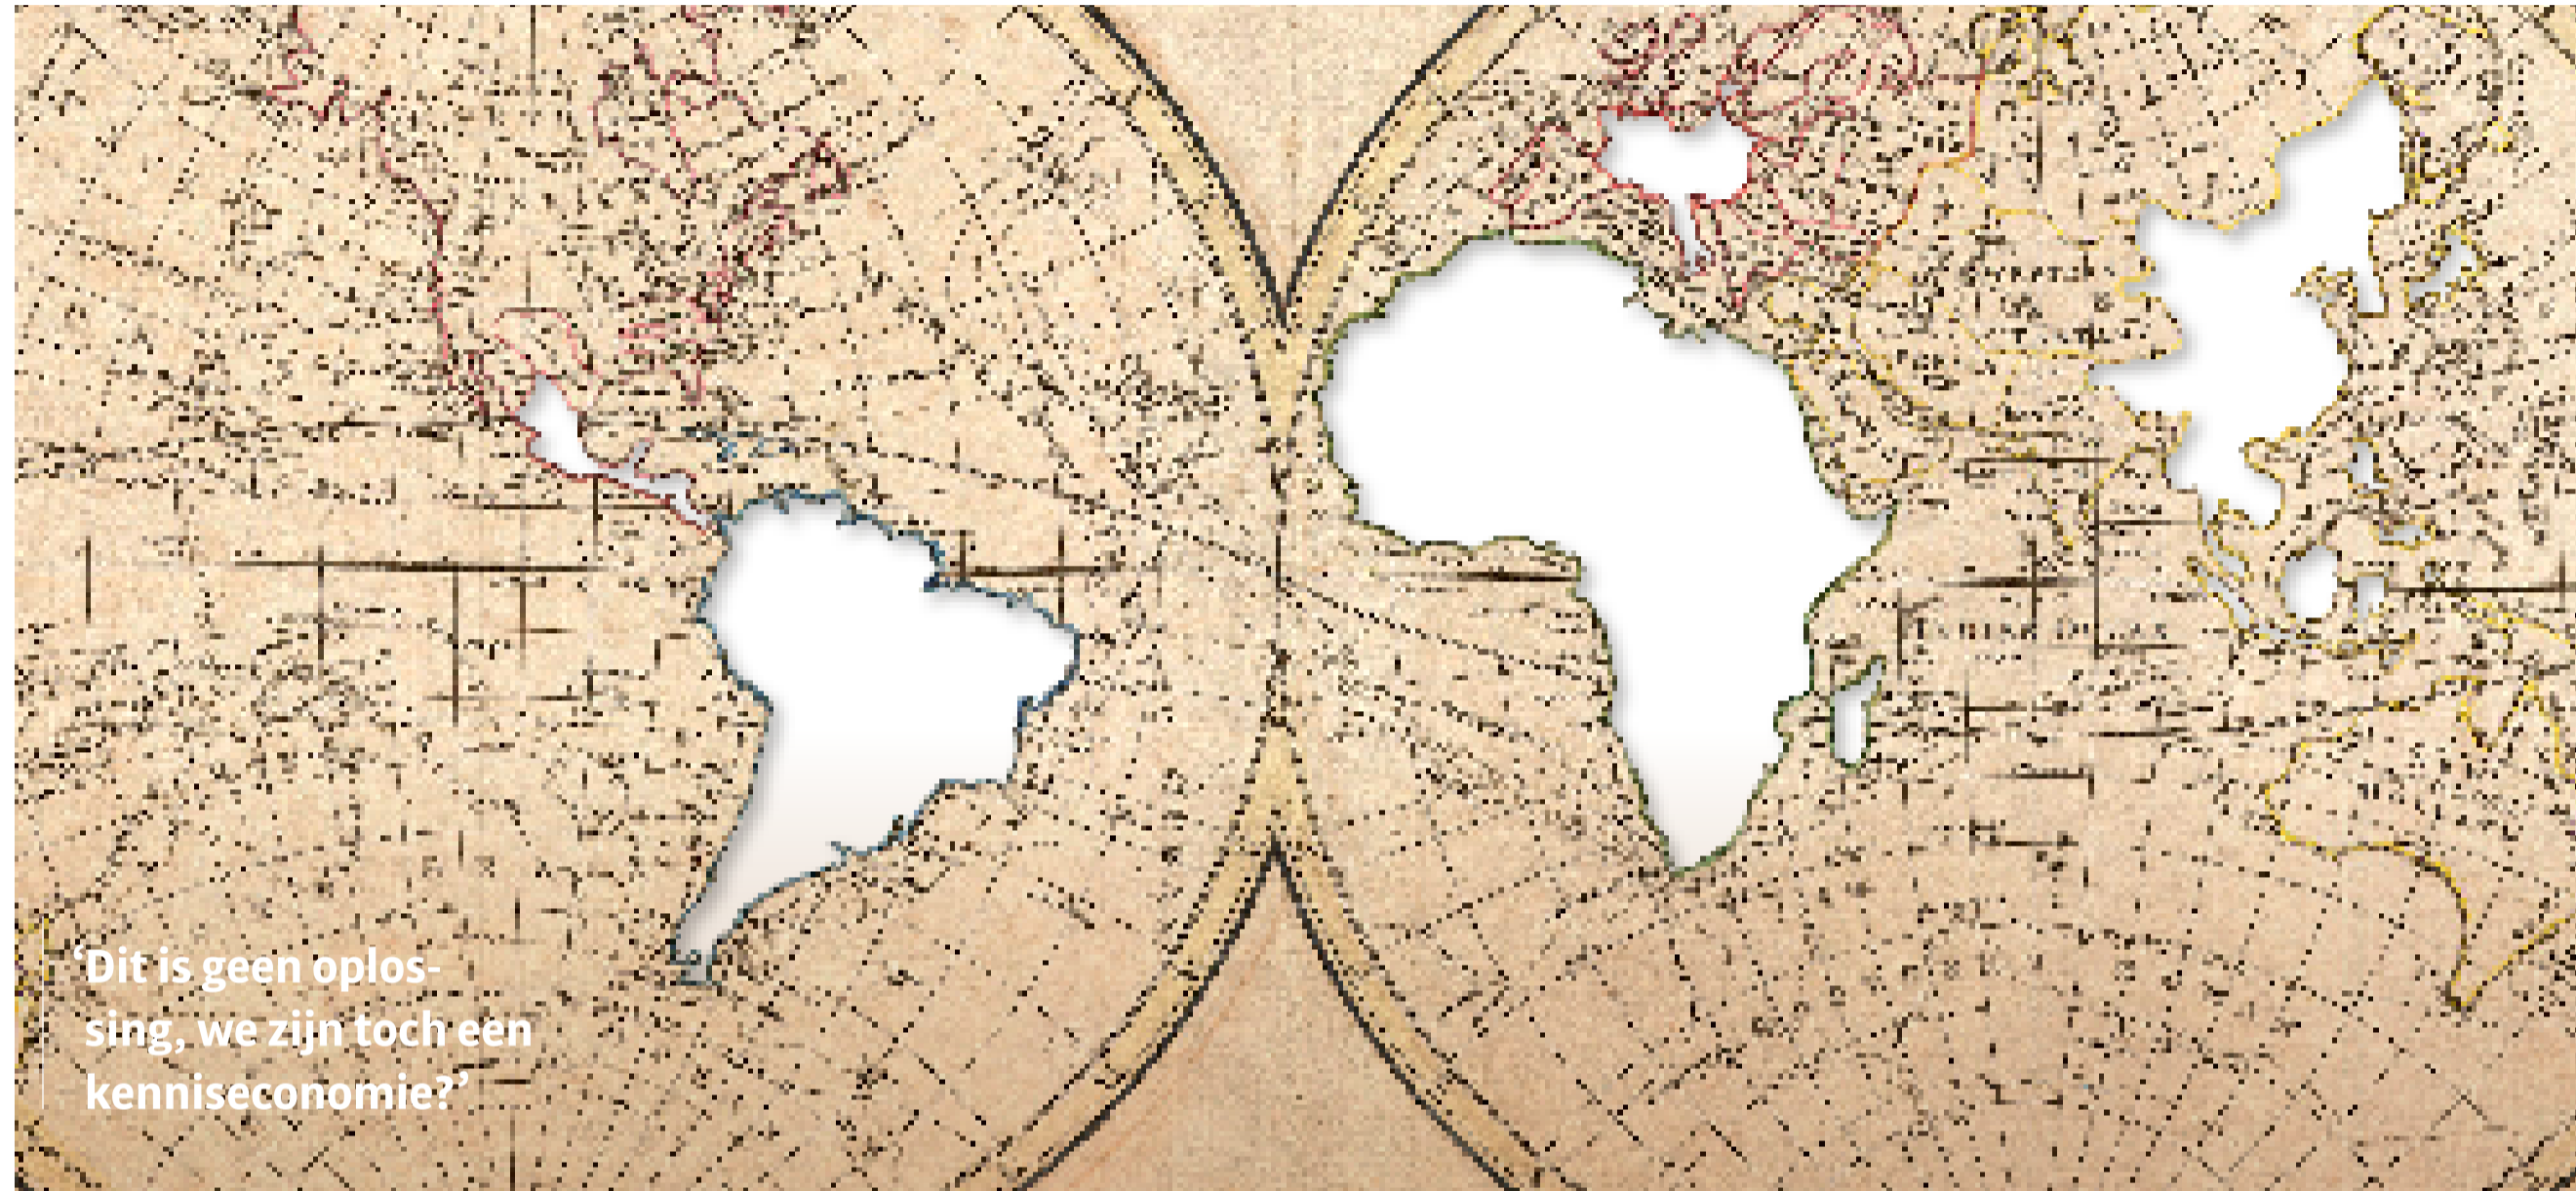 ‘Dit is geen oplos-
sing, we zijn toch een
kenniseconomie?’